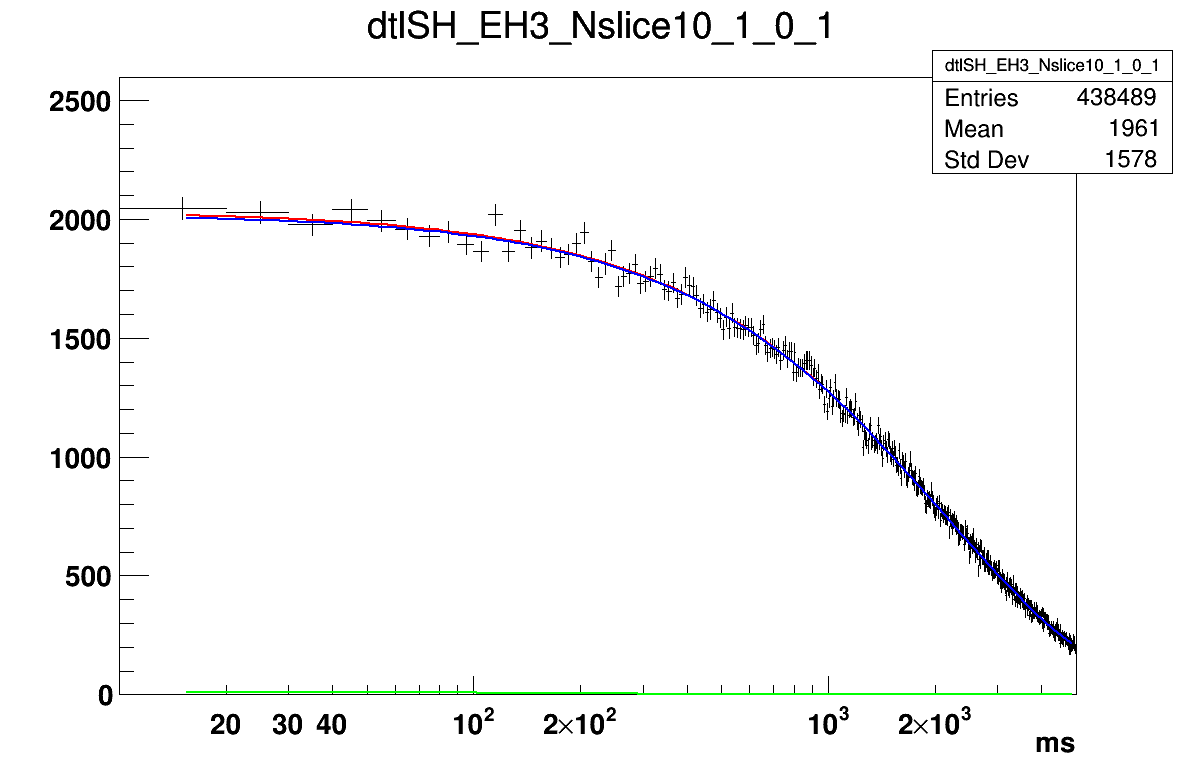 dtlSH_EH3_Nslice10_1_0_1
dtlSH_EH3_Nslice10_1_0_1
Entries 438489
Mean 1961
Std Dev 1578
2500
2000
1500
1000
500
0
20 30 40 10² 2×10² 10³ 2×10³
ms